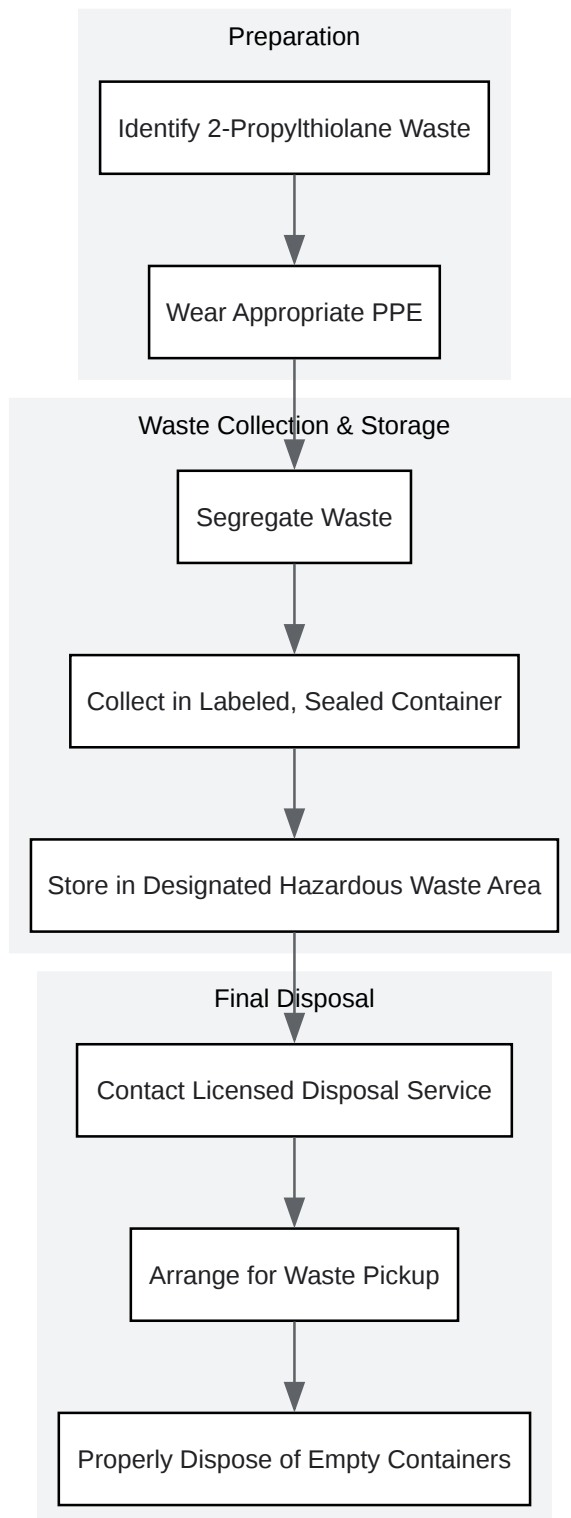 Preparation
Identify 2-Propylthiolane Waste
Wear Appropriate PPE
Waste Collection & Storage
Segregate Waste
Collect in Labeled, Sealed Container
Store in Designated Hazardous Waste Area
Final Disposal
Contact Licensed Disposal Service
Arrange for Waste Pickup
Properly Dispose of Empty Containers